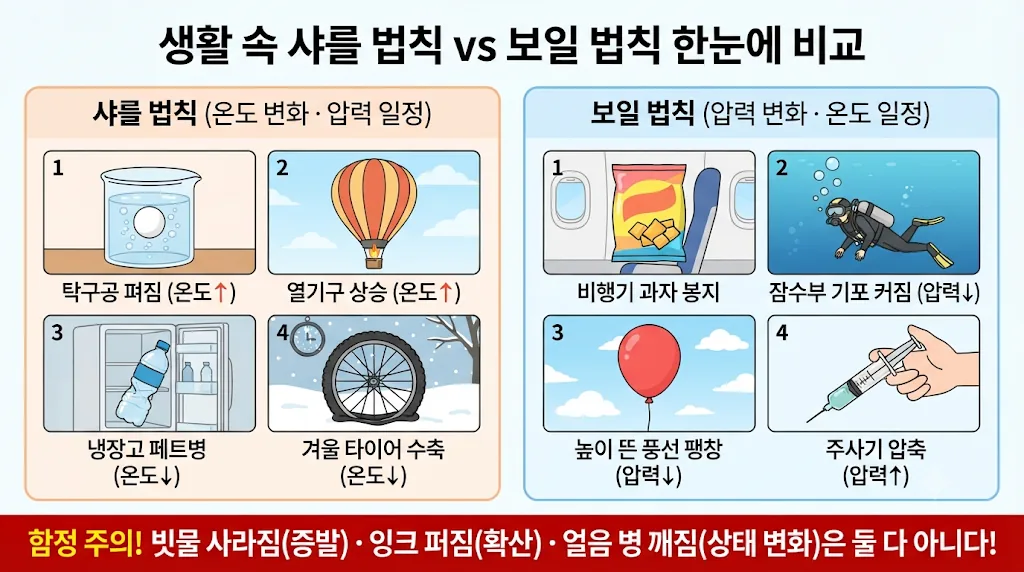 생활 속 샤를 법칙 vs 보일 법칙 한눈에 비교
샤를 법칙 (온도 변화 · 압력 일정)
1
탁구공 펴짐 (온도↑)
2
열기구 상승 (온도↑)
3
냉장고 페트병
(온도↓)
4
겨울 타이어 수축
(온도↓)
보일 법칙 (압력 변화 · 온도 일정)
1
비행기 과자 봉지
2
잠수부 기포 커짐 (압력↓)
3
높이 뜬 풍선 팽창
(압력↓)
4
주사기 압축
(압력↑)
함정 주의! 빗물 사라짐(증발) · 잉크 퍼짐(확산) · 얼음 병 깨짐(상태 변화)은 둘 다 아니다!